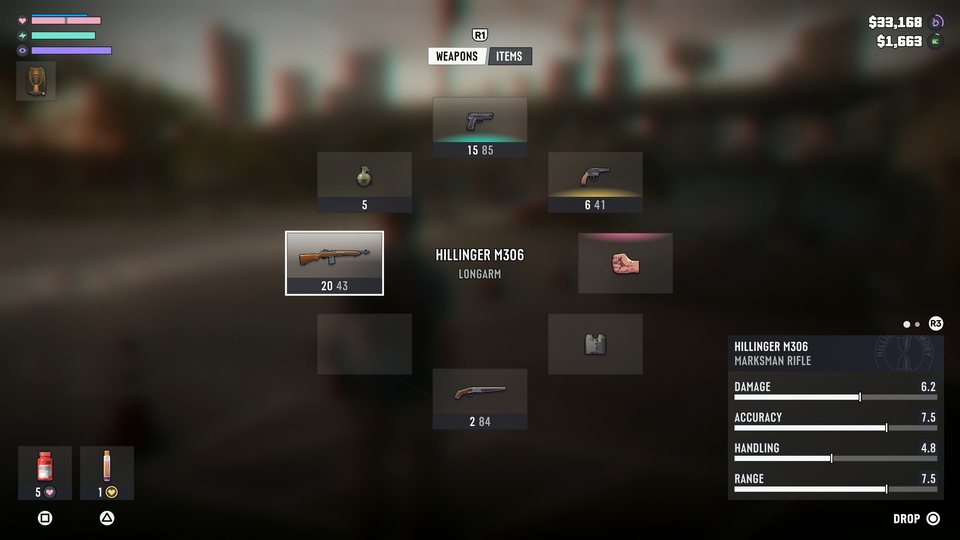 $33,168
$1,663
R1
WEAPONS ITEMS
15 85
5
6 41
20 43
HILLINGER M306
LONGARM
2 84
R3
HILLINGER M306
MARKSMAN RIFLE
DAMAGE 6.2
ACCURACY 7.5
HANDLING 4.8
RANGE 7.5
5
1
DROP